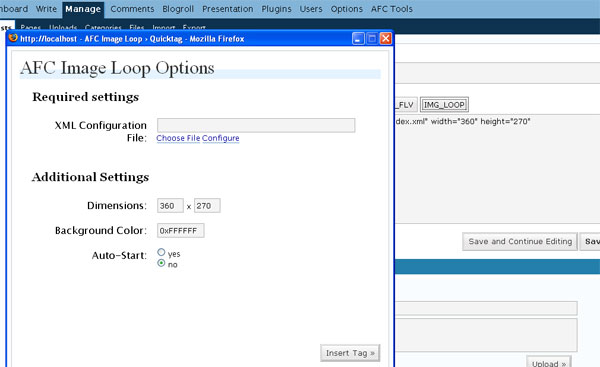 hboard Write Manage Comments Blogroll Presentation Plugins Users Options AFC Tools
sts Pages Uploads Categories Files Import Export
http://localhost - AFC Image Loop › Quicktag - Mozilla Firefox
AFC Image Loop Options
Required settings
XML Configuration
File:
Choose File Configure
Additional Settings
Dimensions: 360 x 270
Background Color: 0xFFFFFF
Auto-Start: yes
no
Insert Tag »
_FLV IMG_LOOP
dex.xml" width="360" height="270"
Save and Continue Editing Sav
Upload »